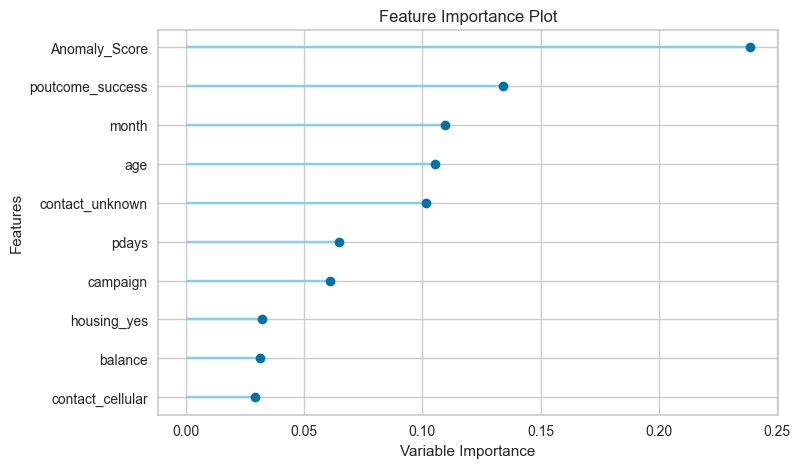 Feature Importance Plot
Anomaly_Score
poutcome_success
month
age
contact_unknown
pdays
campaign
housing_yes
balance
contact_cellular
Features
0.00 0.05 0.10 0.15 0.20 0.25
Variable Importance